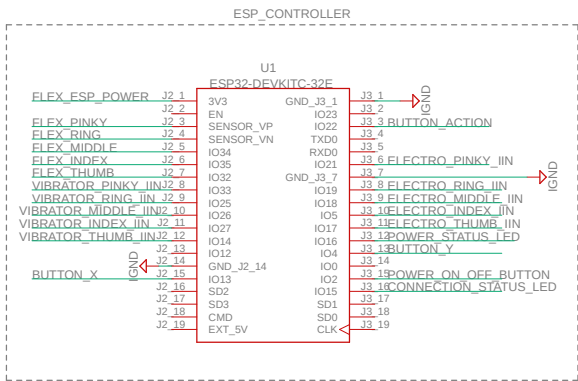 ESP_CONTROLLER
U1
ESP32-DEVKITC-32E
FLEX_ESP_POWER J2_1 3V3 GND_J3_1 J3_1 IGND
J2_2 EN IO23 J3_2
FLEX_PINKY J2_3 SENSOR_VP IO22 J3_3 BUTTON_ACTION
FLEX_RING J2_4 SENSOR_VN TXD0 J3_4
FLEX_MIDDLE J2_5 IO34 RXD0 J3_5
FLEX_INDEX J2_6 IO35 IO21 J3_6 ELECTRO_PINKY_IIN
FLEX_THUMB J2_7 IO32 GND_J3_7 J3_7 IGND
VIBRATOR_PINKY_IIN J2_8 IO33 IO19 J3_8 ELECTRO_RING_IIN
VIBRATOR_RING_IIN J2_9 IO25 IO18 J3_9 ELECTRO_MIDDLE_IIN
VIBRATOR_MIDDLE_IIN J2_10 IO26 IO5 J3_10 ELECTRO_INDEX_IIN
VIBRATOR_INDEX_IIN J2_11 IO27 IO17 J3_11 ELECTRO_THUMB_IIN
VIBRATOR_THUMB_IIN J2_12 IO14 IO16 J3_12 POWER_STATUS_LED
J2_13 IO12 IO4 J3_13 BUTTON_Y
IGND J2_14 GND_J2_14 IO0 J3_14
BUTTON_X J2_15 IO13 IO2 J3_15 POWER_ON_OFF_BUTTON
J2_16 SD2 IO15 J3_16 CONNECTION_STATUS_LED
J2_17 SD3 SD1 J3_17
J2_18 CMD SD0 J3_18
J2_19 EXT_5V CLK J3_19